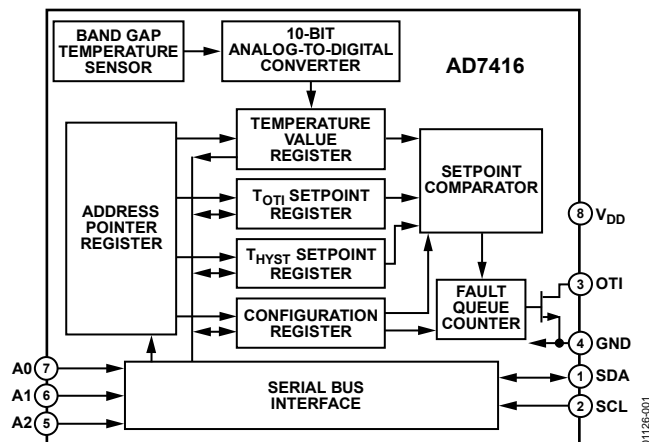 BAND GAP
TEMPERATURE
SENSOR
10-BIT
ANALOG-TO-DIGITAL
CONVERTER
AD7416
TEMPERATURE
VALUE
REGISTER
SETPOINT
COMPARATOR
ADDRESS
POINTER
REGISTER
TOTI SETPOINT
REGISTER
THYST SETPOINT
REGISTER
CONFIGURATION
REGISTER
FAULT
QUEUE
COUNTER
8 VDD
3 OTI
4 GND
A0 7
A1 6
A2 5
SERIAL BUS
INTERFACE
1 SDA
2 SCL
01126-001